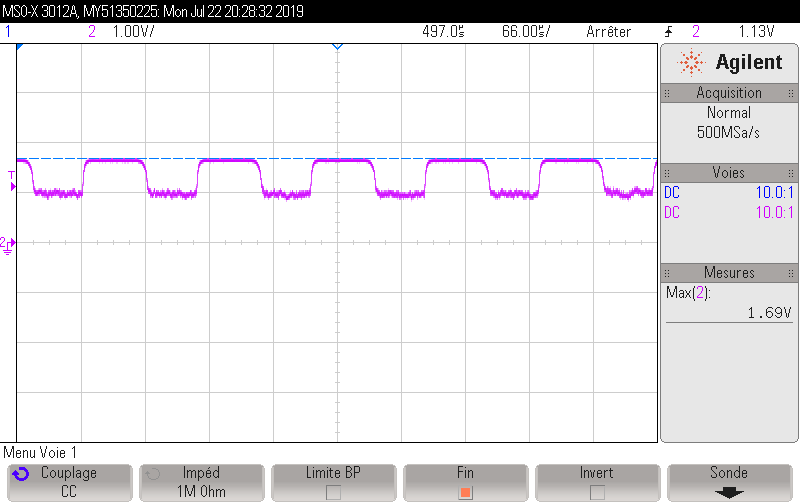 MSO-X 3012A, MY51350225: Mon Jul 22 20:28:32 2019
1 2 1.00V/ 497.0s 66.00s/ Arrêter 2 1.13V
Agilent
Acquisition
Normal
500MSa/s
Voies
DC 10.0:1
DC 10.0:1
Mesures
Max(2):
1.69V
T
2
Menu Voie 1
Couplage Impéd Limite BP Fin Invert Sonde
CC 1M Ohm